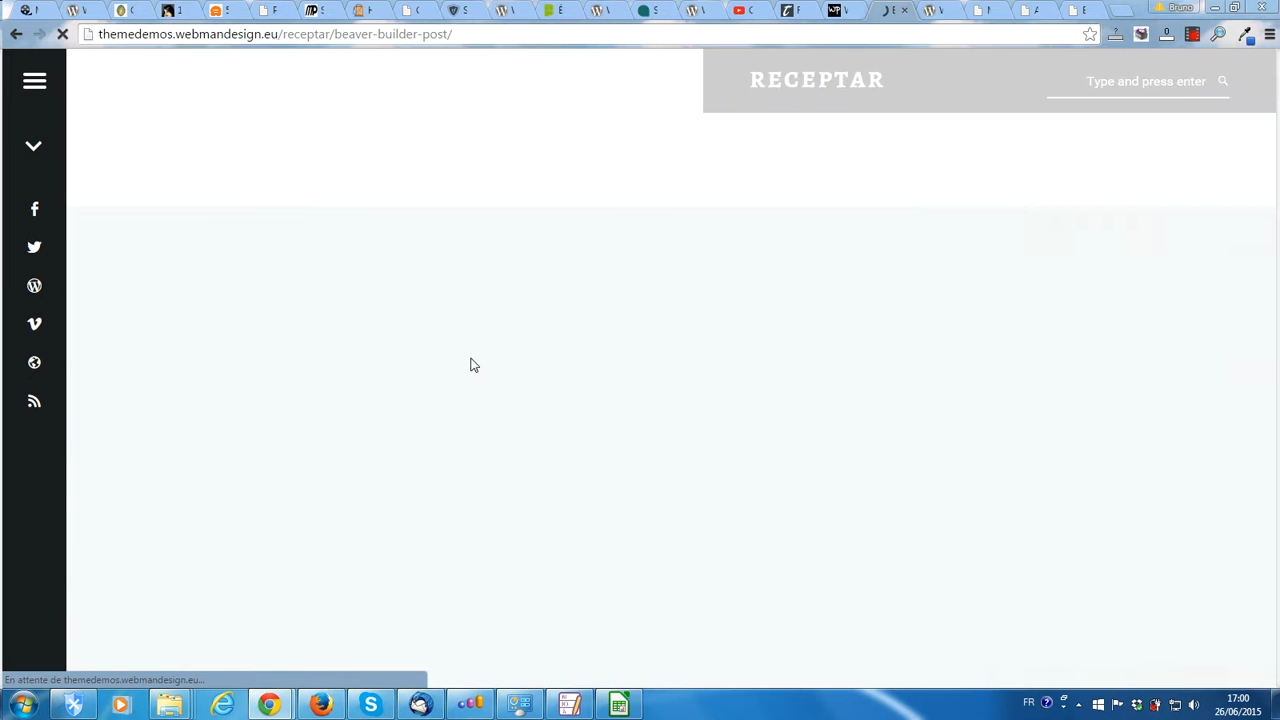 Bruno
themedemos.webmandesign.eu/receptar/beaver-builder-post/
RECEPTAR
Type and press enter
En attente de themedemos.webmandesign.eu...
FR
17:00
26/06/2015